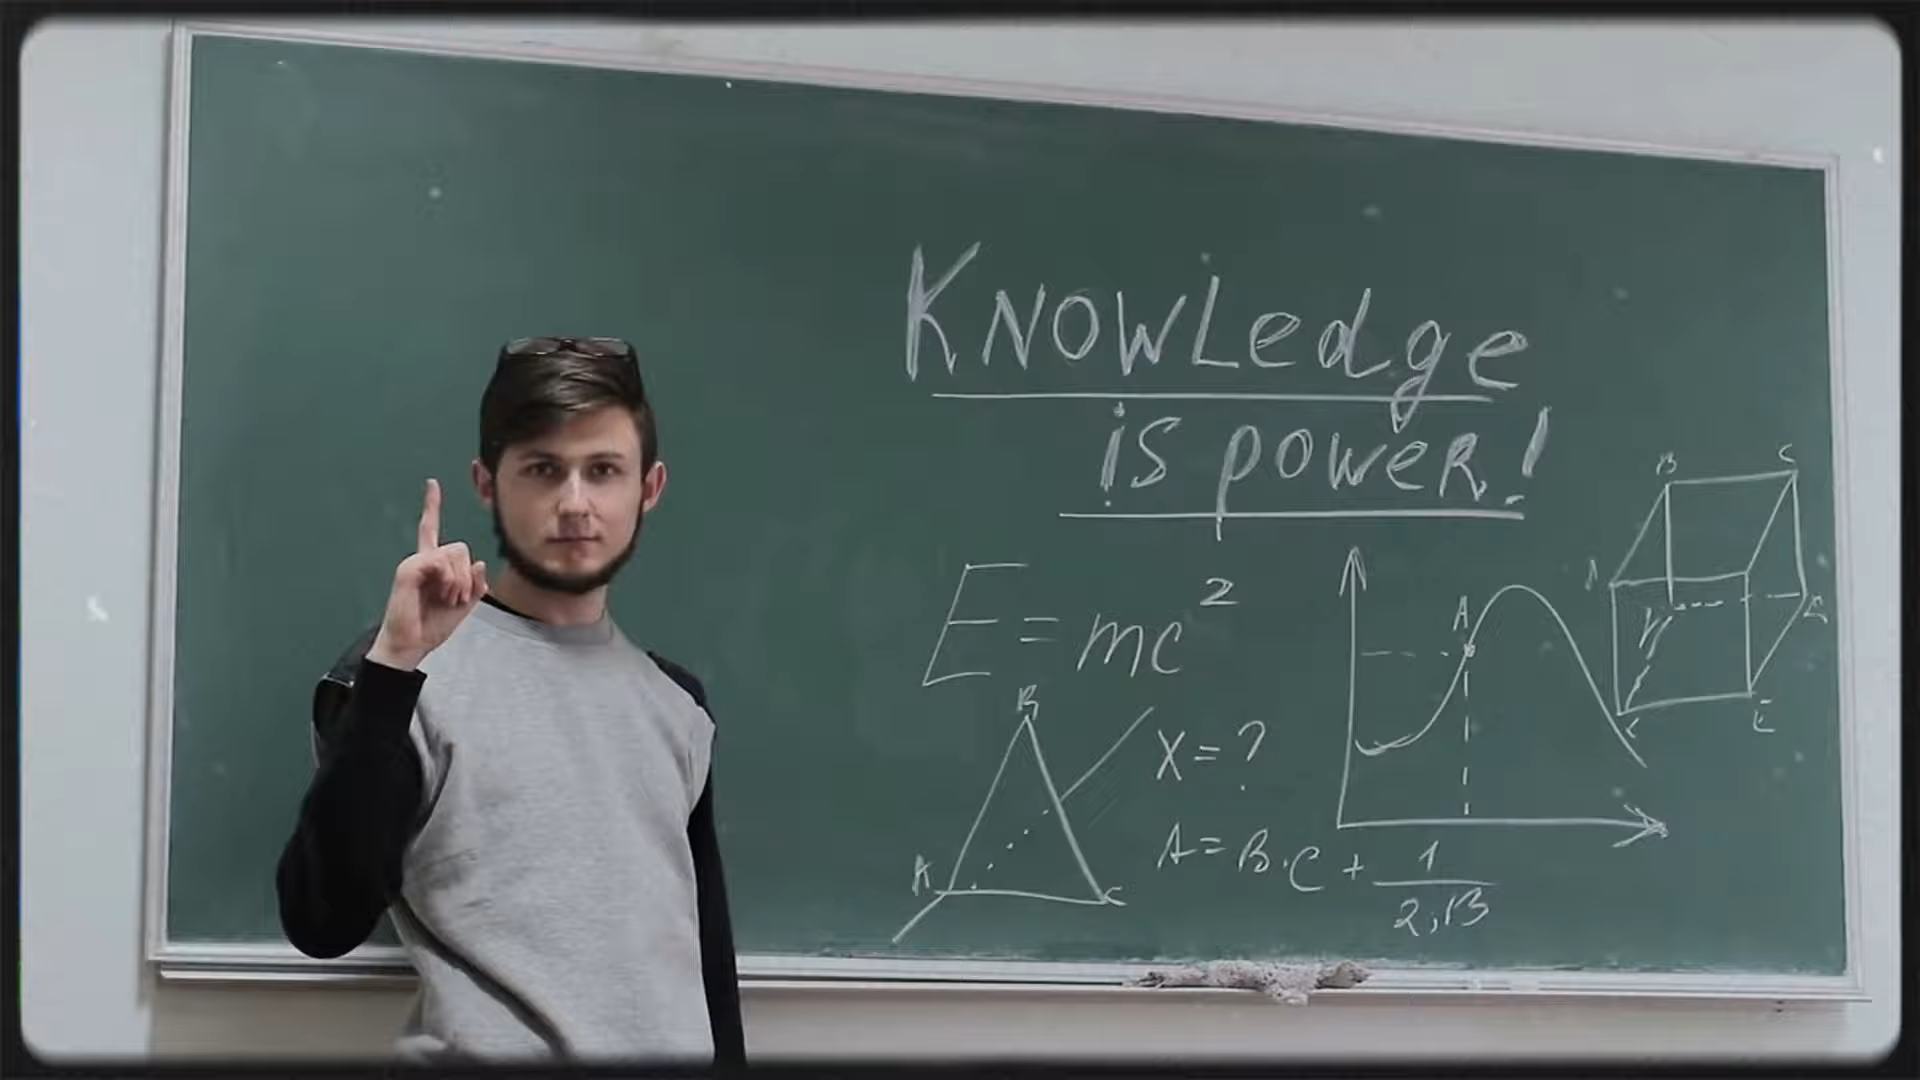 KNOWLedge
is poweR!
E=mc²
B
X=?
A
C
A
B
C
E
A=B.C+1/2,13